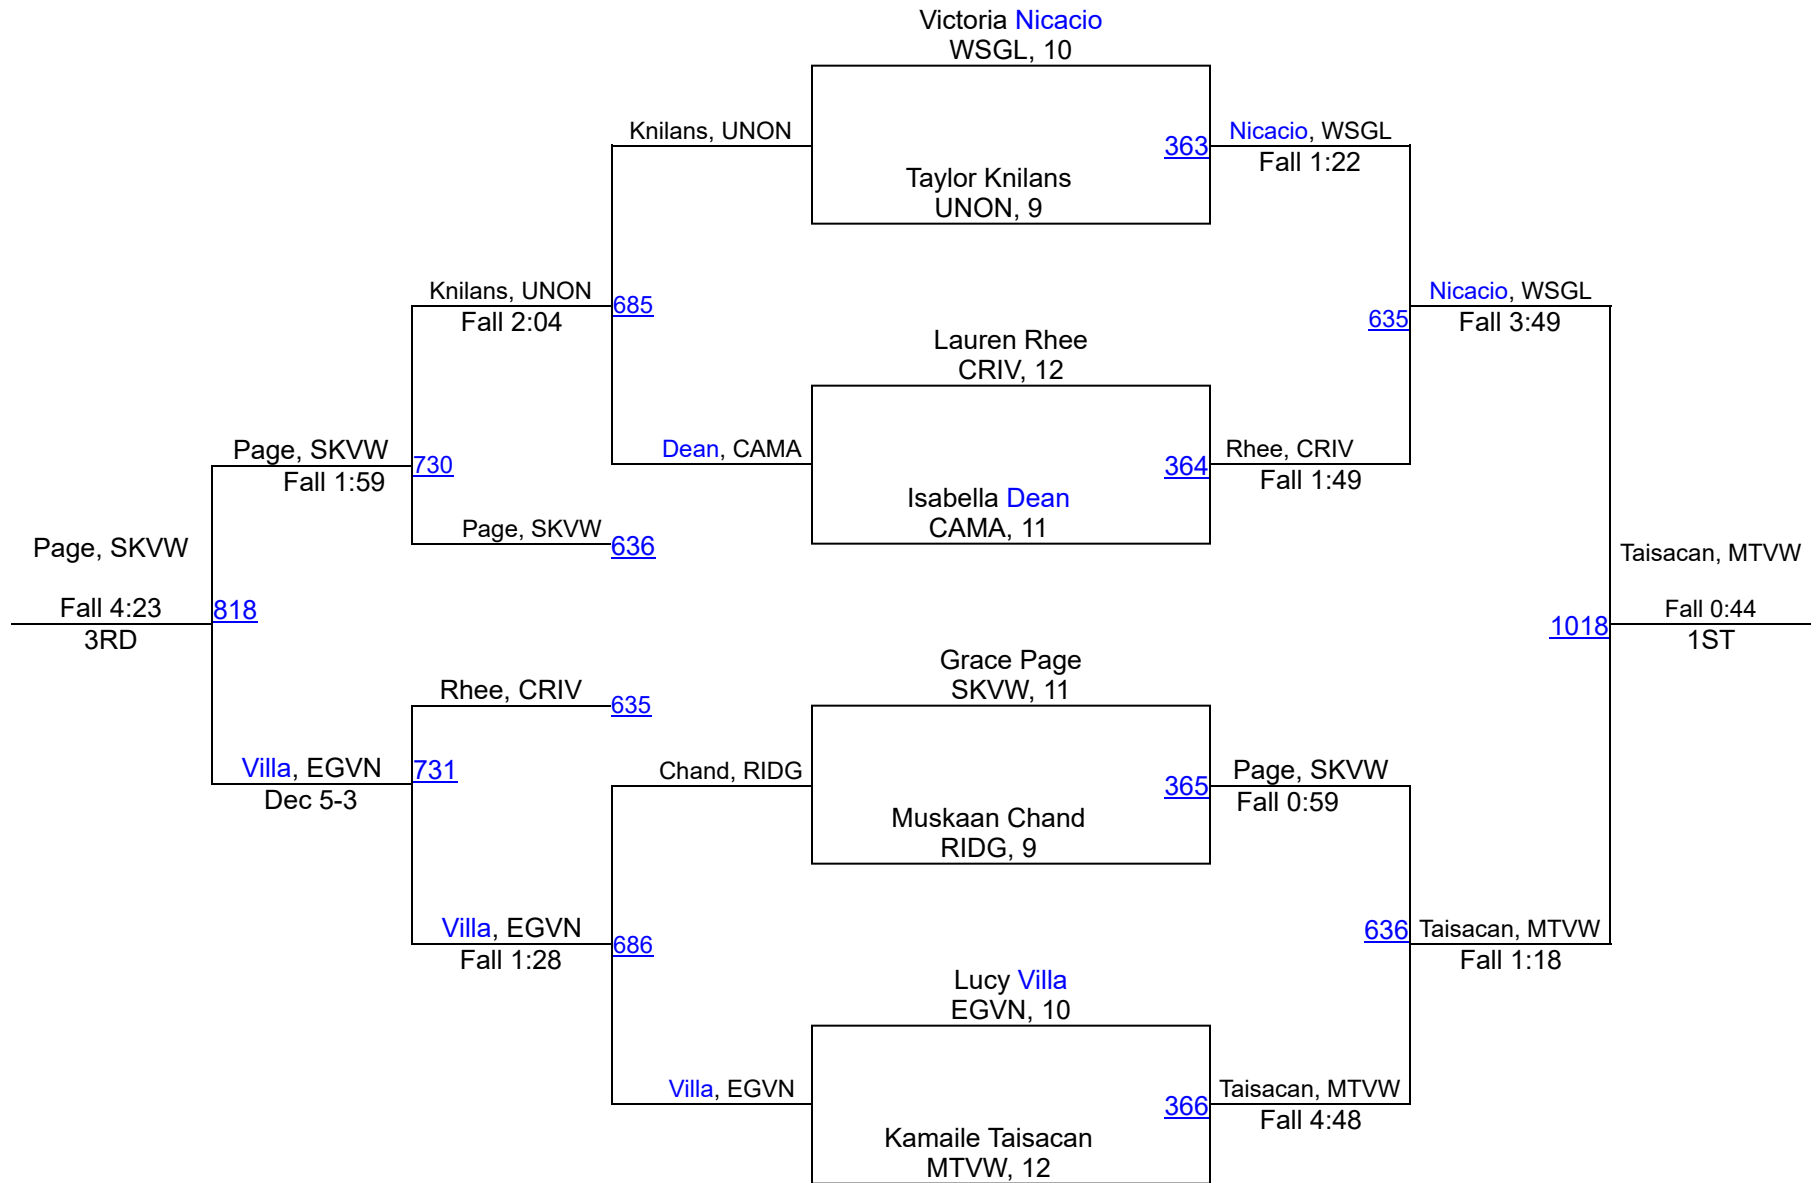 Victoria Nicacio
WSGL, 10
Knilans, UNON
363
Nicacio, WSGL
Fall 1:22
Taylor Knilans
UNON, 9
Knilans, UNON
Fall 2:04
685
Nicacio, WSGL
Fall 3:49
635
Lauren Rhee
CRIV, 12
Page, SKVW
Fall 1:59
730
Dean, CAMA
364
Rhee, CRIV
Fall 1:49
Isabella Dean
CAMA, 11
Page, SKVW
636
Page, SKVW
Fall 4:23
3RD
818
Taisacan, MTVW
Fall 0:44
1ST
1018
Grace Page
SKVW, 11
Rhee, CRIV
635
Villa, EGVN
Dec 5-3
731
Chand, RIDG
365
Page, SKVW
Fall 0:59
Muskaan Chand
RIDG, 9
Villa, EGVN
Fall 1:28
686
636
Taisacan, MTVW
Fall 1:18
Lucy Villa
EGVN, 10
Villa, EGVN
366
Taisacan, MTVW
Fall 4:48
Kamaile Taisacan
MTVW, 12